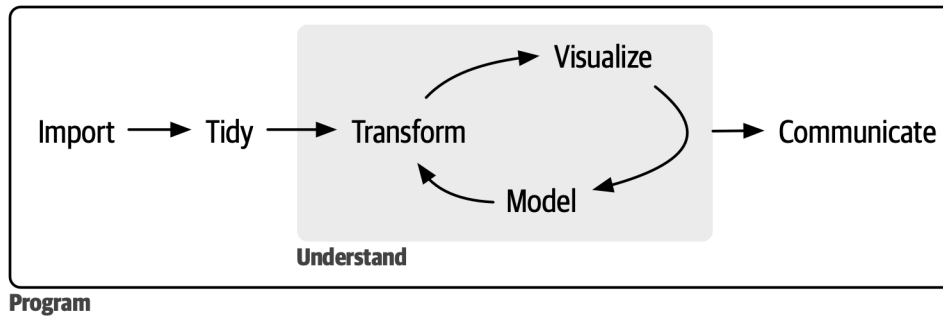 Visualize
Import Tidy Transform Communicate
Model
Understand
Program